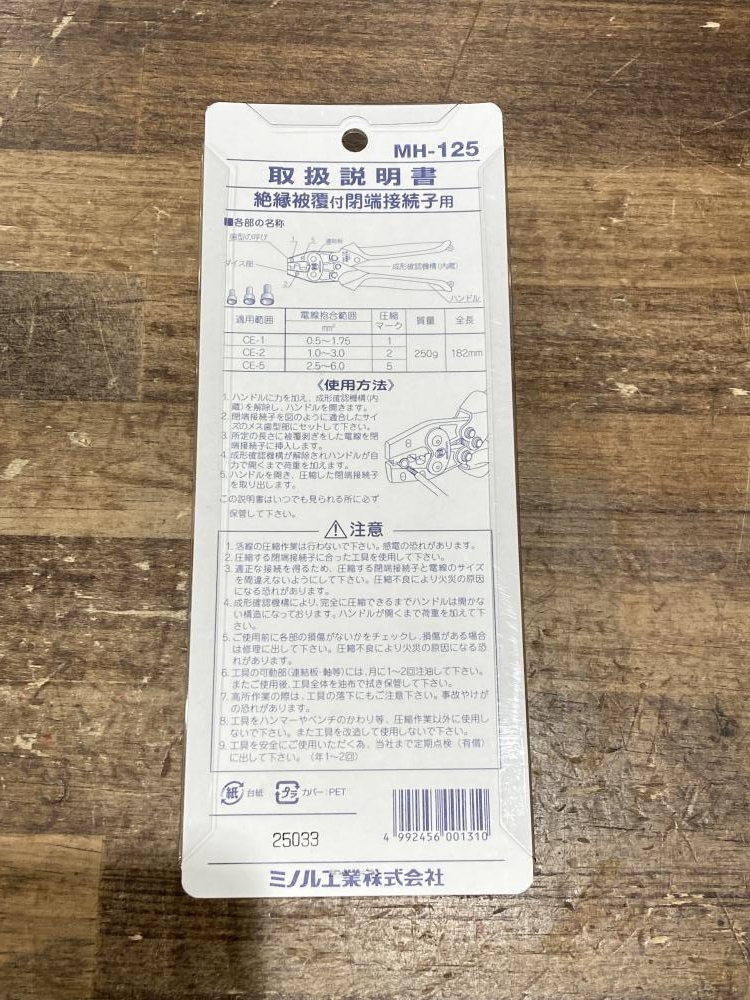 MH-125
取扱説明書
絶縁被覆付閉端接続子用
■各部の名称
歯型の呼び
1
5
連結板
ダイス部
2
成形確認機構(内蔵)
ハンドル
適用範囲 電線抱合範囲 mm² 圧縮マーク 質量 全長
CE-1 0.5〜1.75 1 250g 182mm
CE-2 1.0〜3.0 2
CE-5 2.5〜6.0 5
《使用方法》
1. ハンドルに力を加え、成形確認機構(内
蔵)を解除し、ハンドルを開きます。
2. 閉端接続子を図のように適合したサイ
ズのメス歯型部にセットして下さい。
3. 所定の長さに被覆剥ぎをした電線を閉
端接続子に挿入します。
4. 成形確認機構が解除されハンドルが自
力で開くまで荷重を加えます。
5. ハンドルを開き、圧縮した閉端接続子
を取り出します。
この説明書はいつでも見られる所に必ず
保管して下さい。
注意
1. 活線の圧縮作業は行わないで下さい。感電の恐れがあります。
2. 圧縮する閉端接続子に合った工具を使用して下さい。
3. 適正な接続を得るため、圧縮する閉端接続子と電線のサイズ
を間違えないようにして下さい。圧縮不良により火災の原因
になる恐れがあります。
4. 成形確認機構により、完全に圧縮できるまでハンドルは開かな
い構造になっております。ハンドルが開くまで荷重を加えて下
さい。
5. ご使用前に各部の損傷がないかをチェックし、損傷がある場合
は修理に出して下さい。圧縮不良により火災の原因になる恐
れがあります。
6. 工具の可動部(連結板・軸等)には、月に1〜2回注油して下さい。
またご使用後、工具全体を油布で拭き保管して下さい。
7. 高所作業の際は、工具の落下にもご注意下さい。事故やけが
の恐れがあります。
8. 工具をハンマーやペンチのかわり等、圧縮作業以外に使用し
ないで下さい。また工具を改造して使用しないで下さい。
9. 工具を安全にご使用いただく為、当社まで定期点検(有償)
に出して下さい。(年1〜2回)
紙 台紙 プラ カバー:PET
25033
4 992456 001310
ミノル工業株式会社